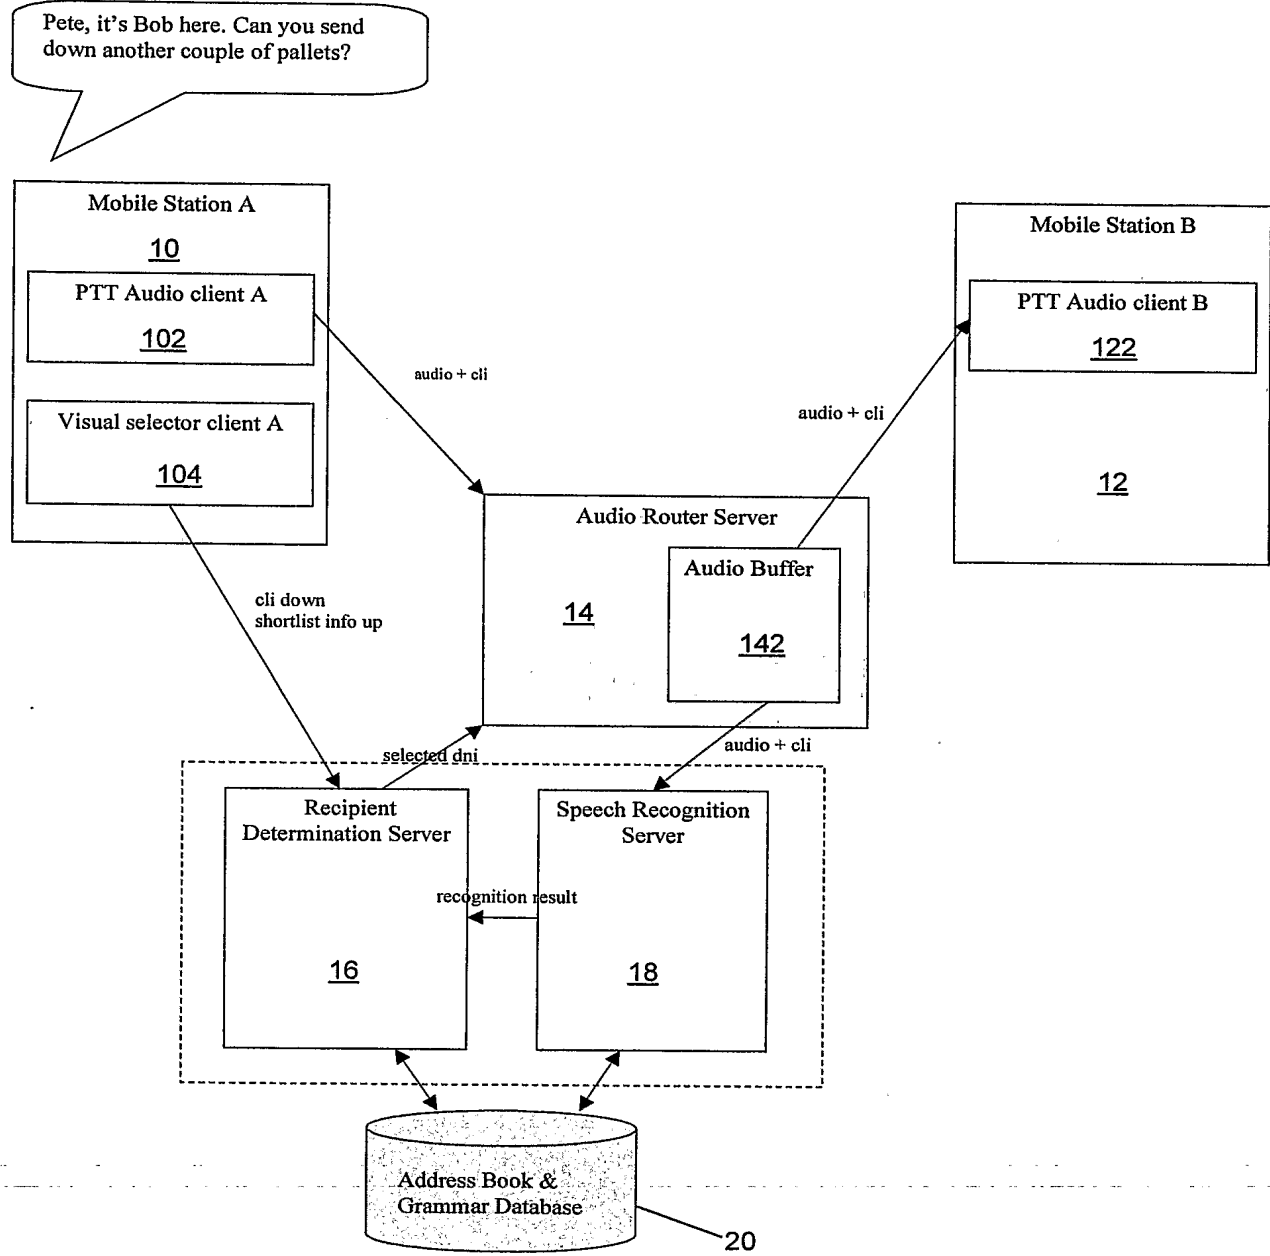 Pete, it's Bob here. Can you send
down another couple of pallets?
Mobile Station A
10
PTT Audio client A
102
Visual selector client A
104
Mobile Station B
PTT Audio client B
122
12
audio + cli
audio + cli
Audio Router Server
Audio Buffer
14
142
cli down
shortlist info up
selected dni
audio + cli
Recipient
Determination Server
16
Speech Recognition
Server
18
recognition result
Address Book &
Grammar Database
20